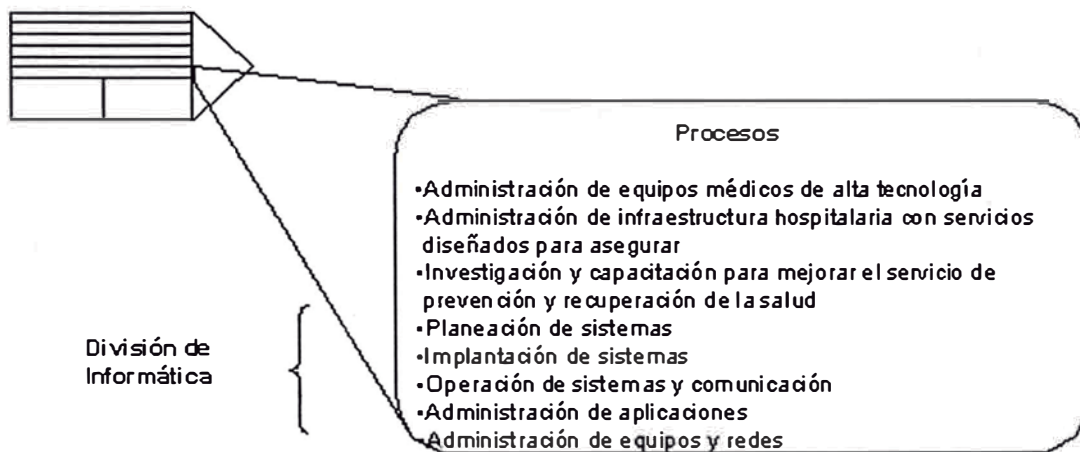 Procesos
•Administración de equipos médicos de alta tecnología
•Administración de infraestructura hospitalaria con servicios
diseñados para asegurar
•Investigación y capacitación para mejorar el servicio de
prevención y recuperación de la salud
•Planeación de sistemas
•Implantación de sistemas
•Operación de sistemas y comunicación
•Administración de aplicaciones
•Administración de equipos y redes
División de
Informática